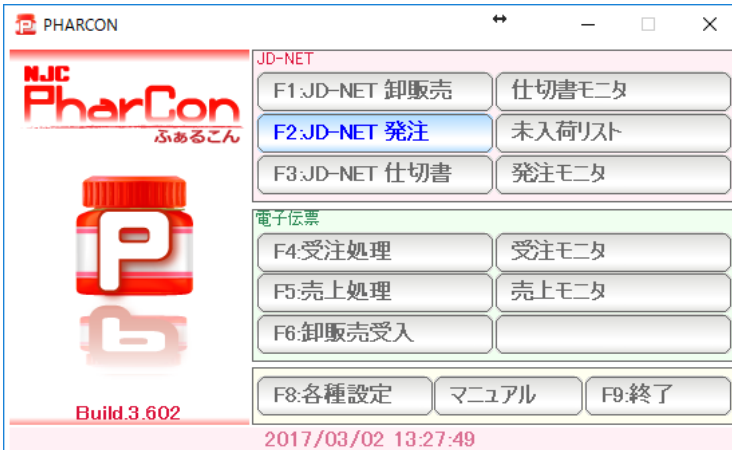 PHARCON
JD-NET
NJC
PharCon
ふぁるこん
F1:JD-NET 卸販売
仕切書モニタ
F2:JD-NET 発注
未入荷リスト
F3:JD-NET 仕切書
発注モニタ
電子伝票
F4:受注処理
受注モニタ
F5:売上処理
売上モニタ
F6:卸販売受入
P
F8:各種設定
マニュアル
F9:終了
Build.3.602
2017/03/02 13:27:49